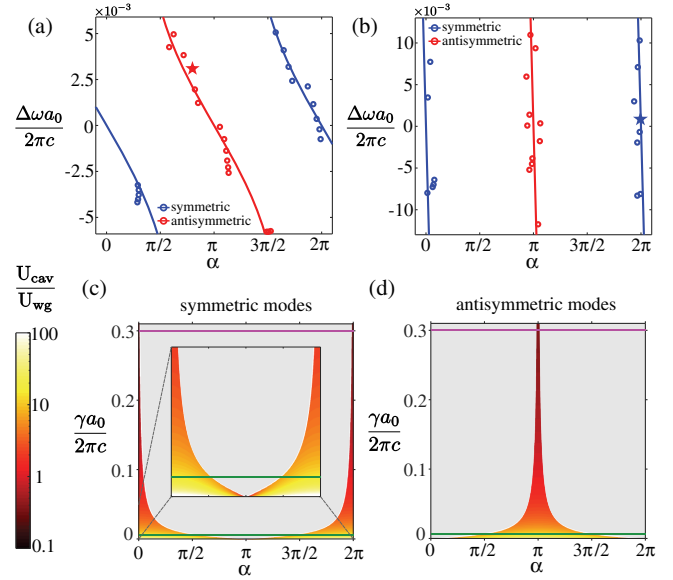 (a)
×10⁻³
5
2.5
0
-2.5
-5
Δωa₀
2πc
symmetric
antisymmetric
0
π/2
π
3π/2
2π
α
(b)
×10⁻³
10
5
0
-5
-10
Δωa₀
2πc
symmetric
antisymmetric
0
π/2
π
3π/2
2π
α
U_cav
U_wg
100
10
1
0.1
(c)
symmetric modes
0.3
0.2
0.1
0
γa₀
2πc
0
π/2
π
3π/2
2π
α
(d)
antisymmetric modes
0.3
0.2
0.1
0
γa₀
2πc
0
π/2
π
3π/2
2π
α